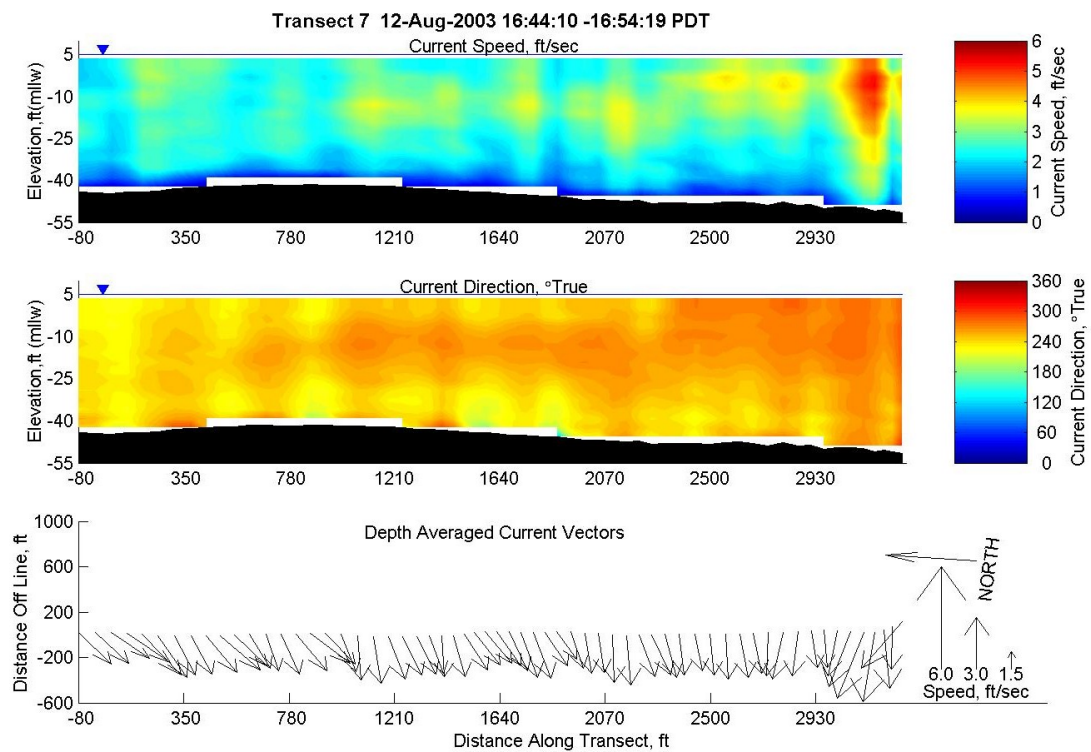 Transect 7 12-Aug-2003 16:44:10 -16:54:19 PDT
Current Speed, ft/sec
Elevation,ft(mllw)
5
-10
-25
-40
-55
-80 350 780 1210 1640 2070 2500 2930
6
5
4
3
2
1
0
Current Speed, ft/sec
Current Direction, °True
Elevation,ft (mllw)
5
-10
-25
-40
-55
-80 350 780 1210 1640 2070 2500 2930
360
300
240
180
120
60
0
Current Direction, °True
Depth Averaged Current Vectors
Distance Off Line, ft
1000
600
200
-200
-600
-80 350 780 1210 1640 2070 2500 2930
Distance Along Transect, ft
NORTH
6.0 3.0 1.5
Speed, ft/sec